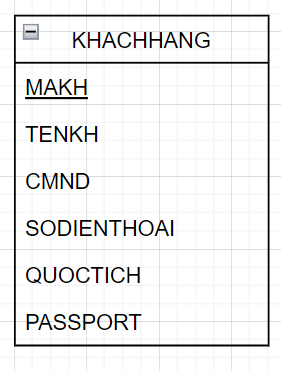 KHACHHANG
MAKH
TENKH
CMND
SODIENTHOAI
QUOCTICH
PASSPORT